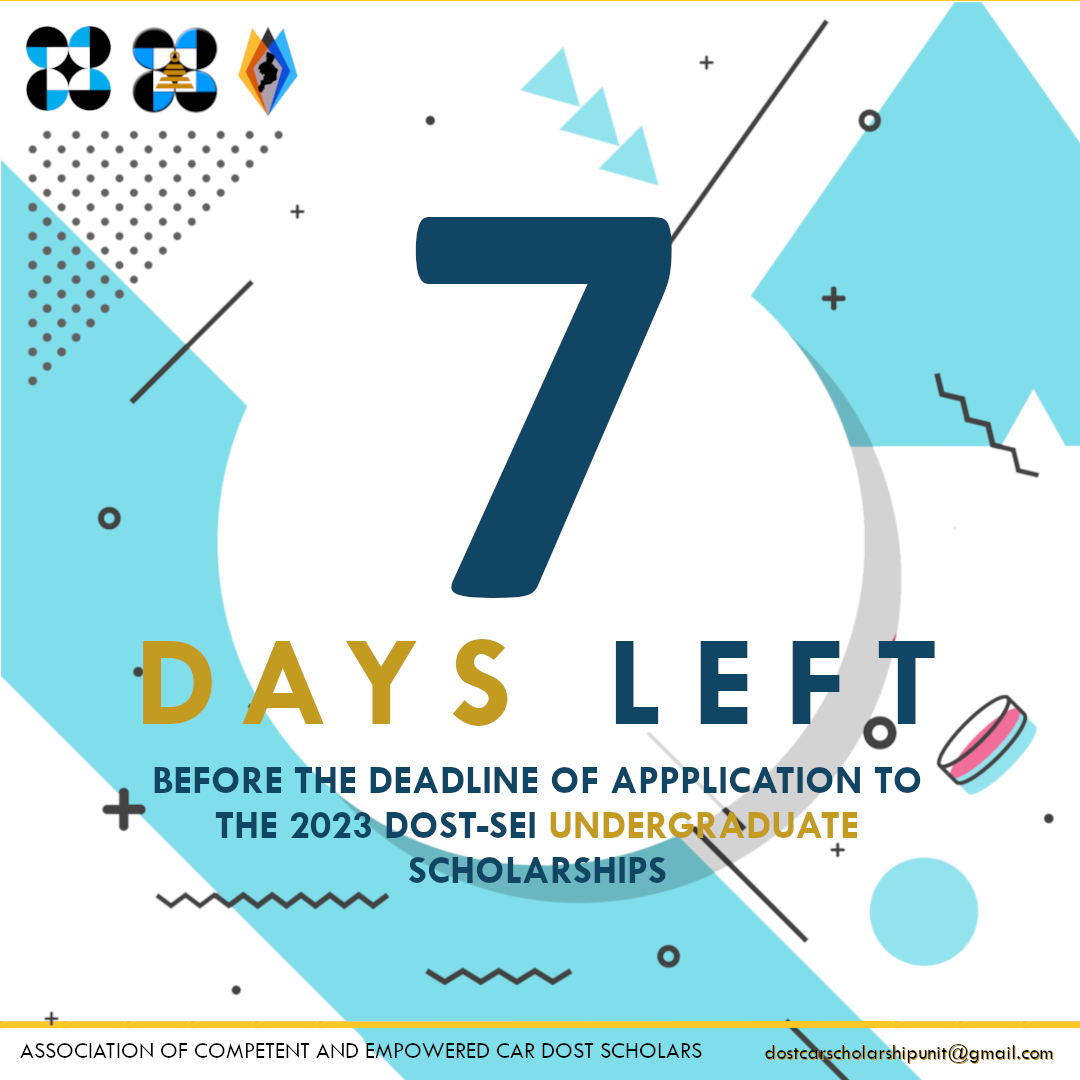 7
DAYS LEFT
BEFORE THE DEADLINE OF APPPLICATION TO
THE 2023 DOST-SEI UNDERGRADUATE
SCHOLARSHIPS
ASSOCIATION OF COMPETENT AND EMPOWERED CAR DOST SCHOLARS
dostcarscholarshipunit@gmail.com